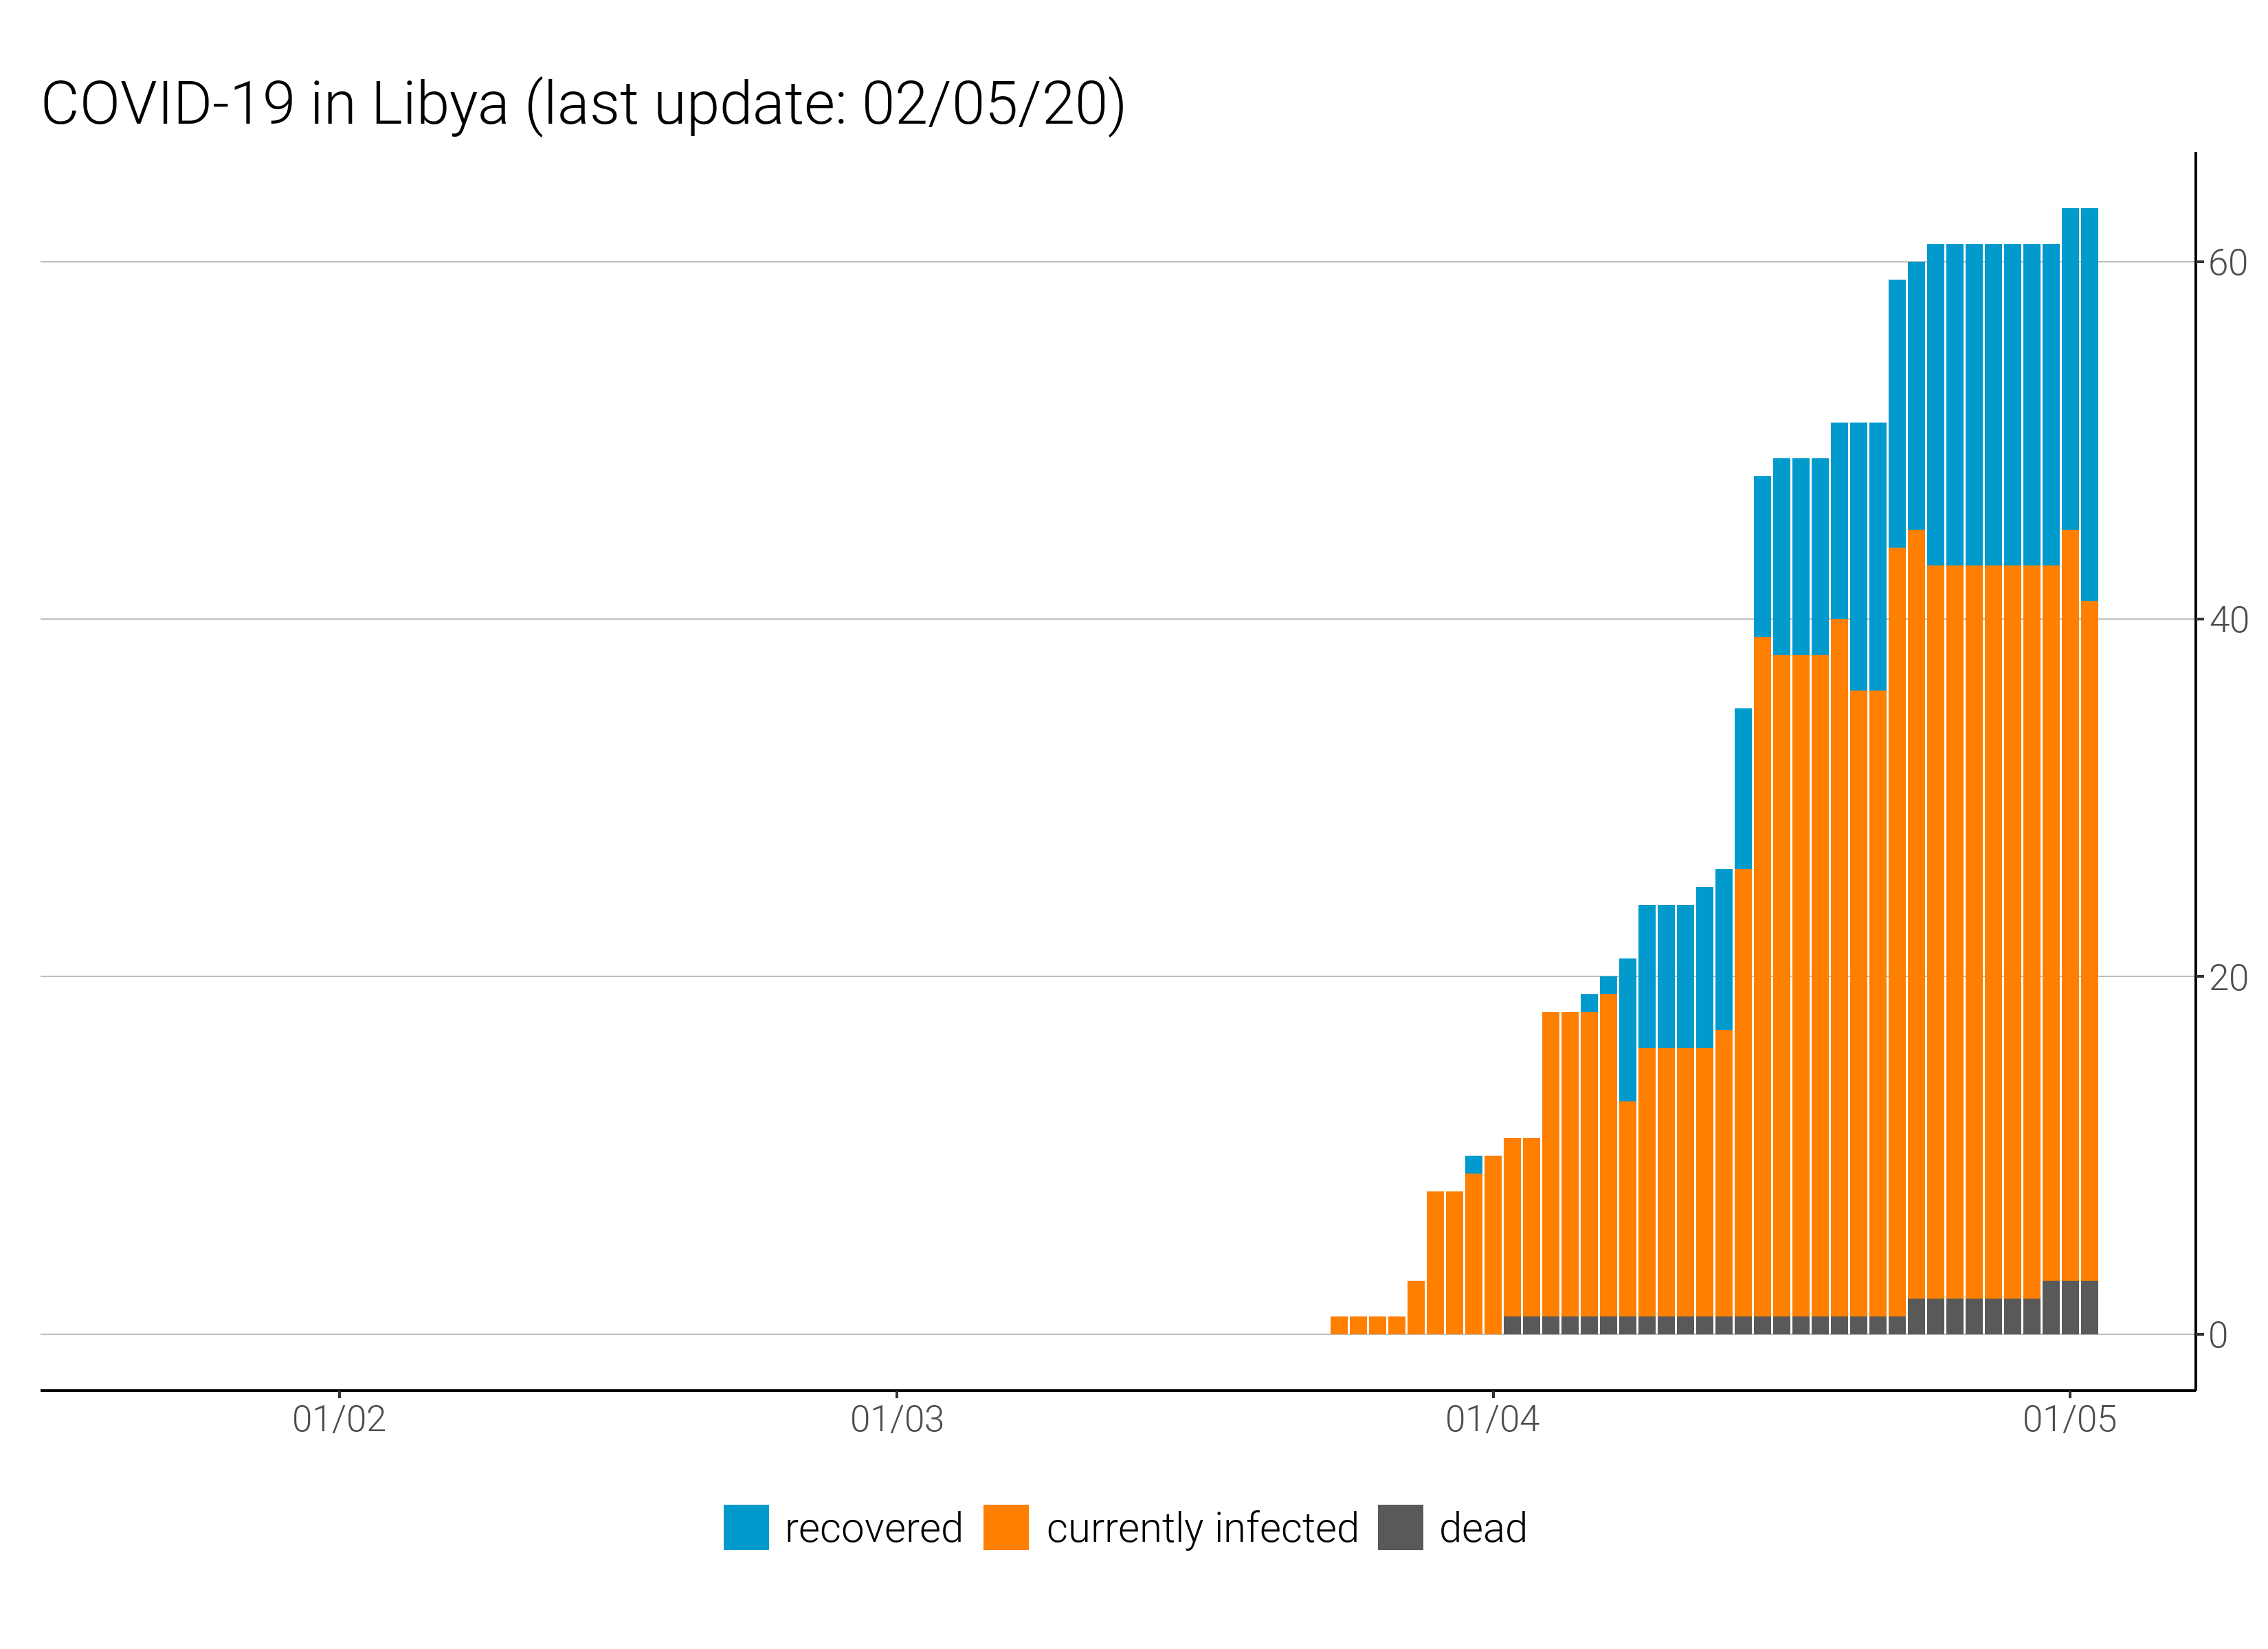 COVID-19 in Libya (last update: 02/05/20)
60
40
20
0
01/02 01/03 01/04 01/05
recovered currently infected dead